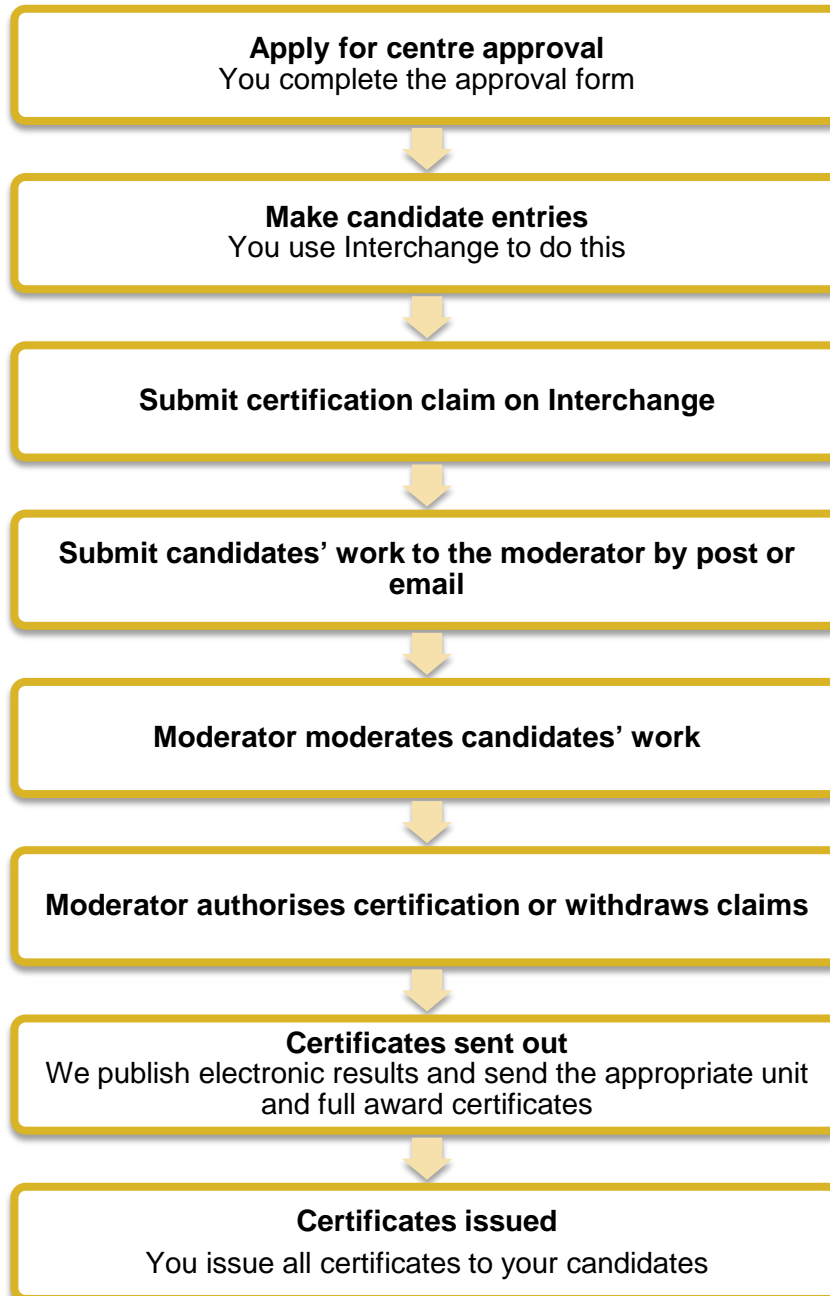 Apply for centre approval
You complete the approval form
Make candidate entries
You use Interchange to do this
Submit certification claim on Interchange
Submit candidates’ work to the moderator by post or
email
Moderator moderates candidates’ work
Moderator authorises certification or withdraws claims
Certificates sent out
We publish electronic results and send the appropriate unit
and full award certificates
Certificates issued
You issue all certificates to your candidates